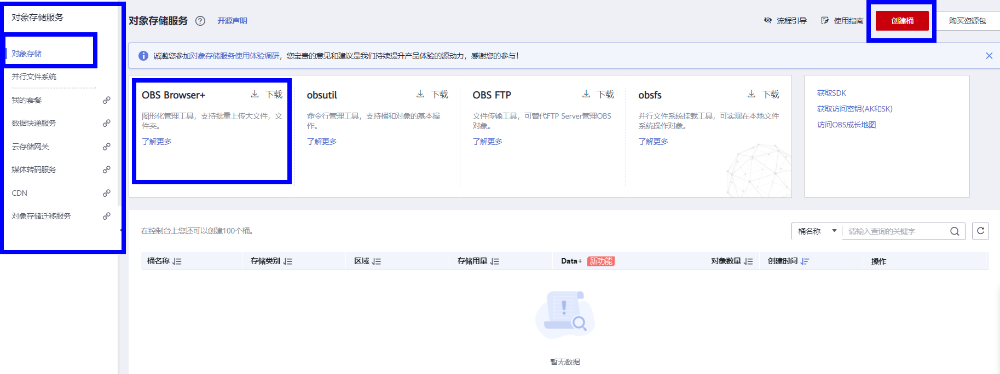 对象存储服务
对象存储
并行文件系统
我的套餐
数据快递服务
云存储网关
媒体转码服务
CDN
对象存储迁移服务
对象存储服务 ? 开源声明
流程引导 使用指南 创建桶 购买资源包
诚邀您参加对象存储服务使用体验调研，您宝贵的意见和建议是我们持续提升产品体验的源动力，感谢您的参与！
OBS Browser+ 下载
图形化管理工具，支持批量上传大文件，文
件夹。
了解更多
obsutil 下载
命令行管理工具，支持桶和对象的基本操
作。
了解更多
OBS FTP 下载
文件传输工具，可替代FTP Server管理OBS
对象。
了解更多
obsfs 下载
并行文件系统挂载工具，可实现在本地文件
系统操作对象。
了解更多
获取SDK
获取访问密钥(AK和SK)
访问OBS成长地图
在控制台上您还可以创建100个桶。
桶名称 请输入查询的关键字
桶名称 存储类别 区域 存储用量 Data+ 新功能 对象数量 创建时间 操作
暂无数据